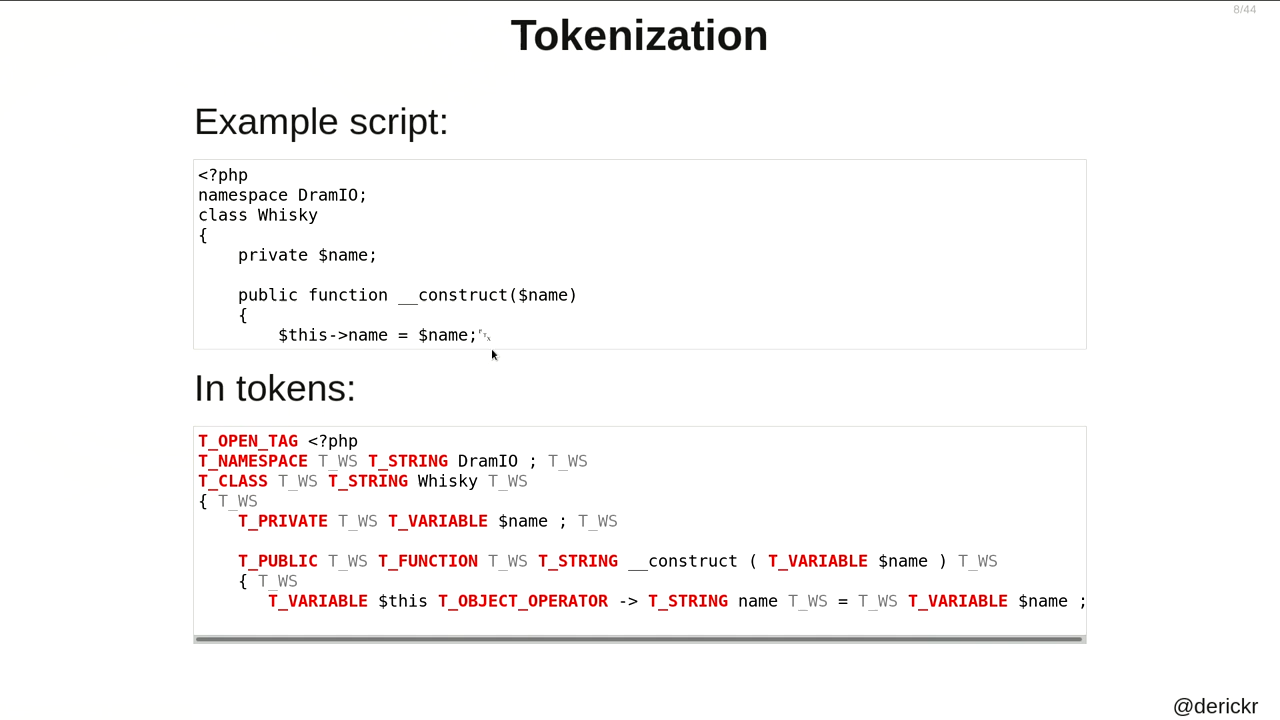 8/44
Tokenization
Example script:
<?php
namespace DramIO;
class Whisky
{
    private $name;

    public function __construct($name)
    {
        $this->name = $name;
In tokens:
T_OPEN_TAG <?php
T_NAMESPACE T_WS T_STRING DramIO ; T_WS
T_CLASS T_WS T_STRING Whisky T_WS
{ T_WS
    T_PRIVATE T_WS T_VARIABLE $name ; T_WS

    T_PUBLIC T_WS T_FUNCTION T_WS T_STRING __construct ( T_VARIABLE $name ) T_WS
    { T_WS
       T_VARIABLE $this T_OBJECT_OPERATOR -> T_STRING name T_WS = T_WS T_VARIABLE $name ;
@derickr